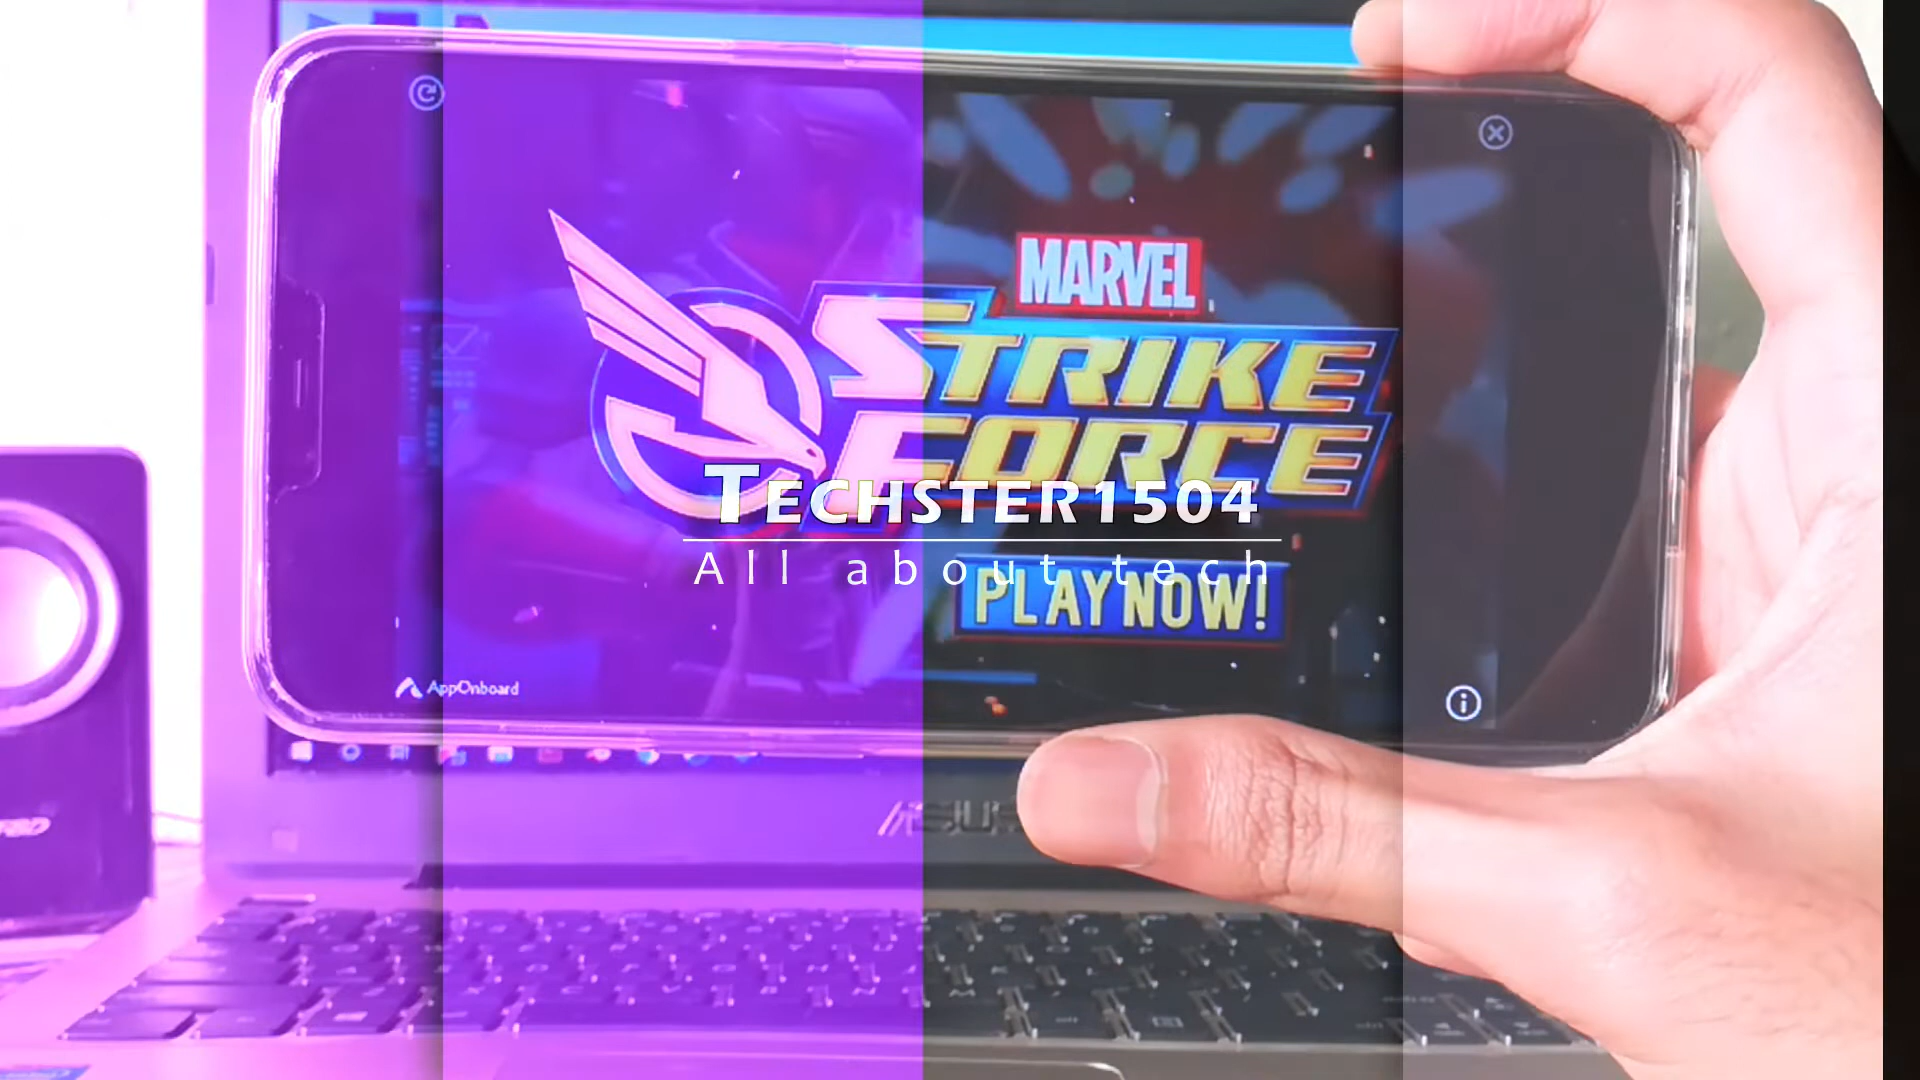 MARVEL
STRIKE
FORCE
TECHSTER1504
All about tech
PLAY NOW!
AppOnboard
ASUS